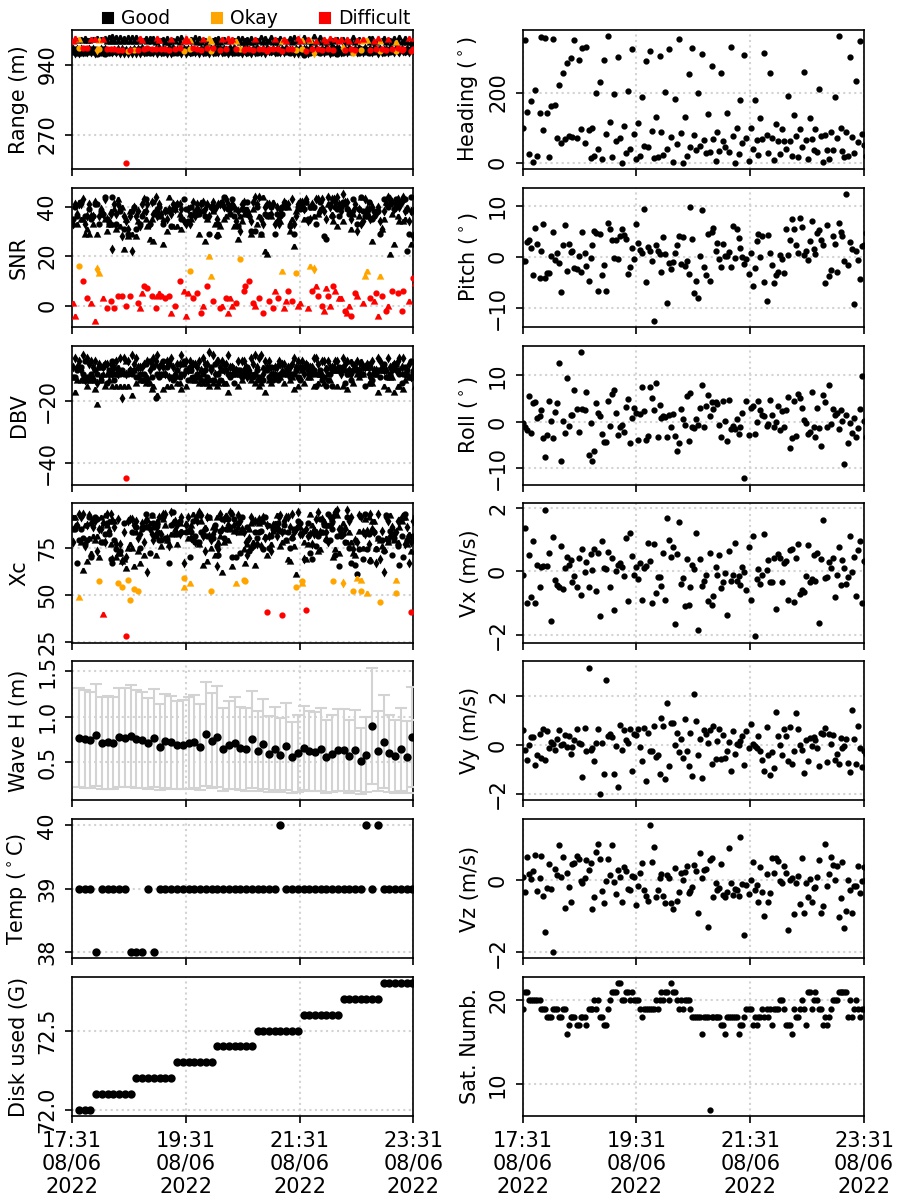 Good Okay Difficult
Range (m)
940
270
Heading ( ° )
200
0
SNR
40
20
0
Pitch ( ° )
10
0
−10
DBV
−20
−40
Roll ( ° )
10
0
−10
Xc
75
50
25
Vx (m/s)
2
0
−2
Wave H (m)
1.5
1.0
0.5
Vy (m/s)
2
0
−2
Temp ( ° C)
40
39
38
Vz (m/s)
0
−2
Disk used (G)
72.5
72.0
Sat. Numb.
20
10
17:31 19:31 21:31 23:31 17:31 19:31 21:31 23:31
08/06 08/06 08/06 08/06 08/06 08/06 08/06 08/06
2022 2022 2022 2022 2022 2022 2022 2022